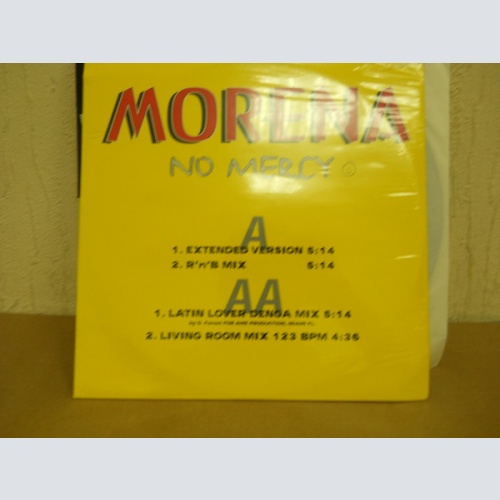 MORENA
NO MERCY
A
1. EXTENDED VERSION 5:14
2. R'n'B MIX 5:14
AA
1. LATIN LOVER DENGA MIX 5:14
2. LIVING ROOM MIX 123 BPM 4:36